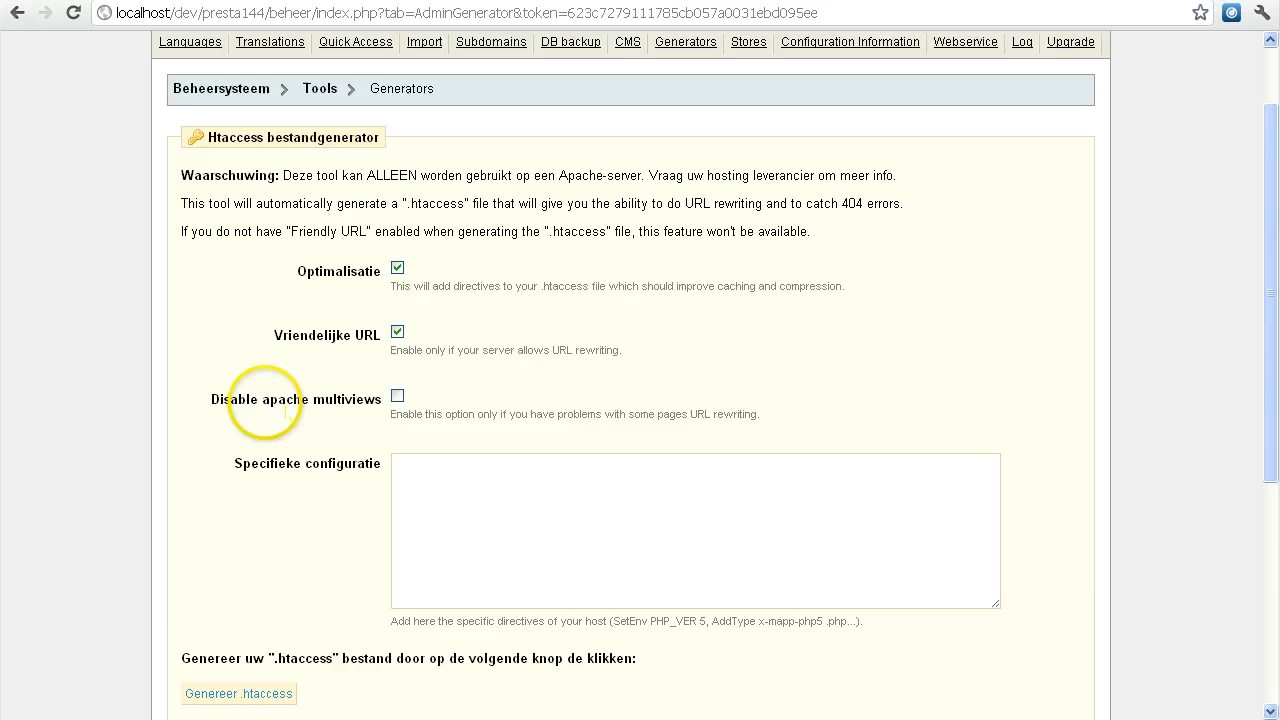 localhost/dev/presta144/beheer/index.php?tab=AdminGenerator&token=623c7279111785cb057a0031ebd095ee
Languages Translations Quick Access Import Subdomains DB backup CMS Generators Stores Configuration Information Webservice Log Upgrade
Beheersysteem Tools Generators
Htaccess bestandgenerator
Waarschuwing: Deze tool kan ALLEEN worden gebruikt op een Apache-server. Vraag uw hosting leverancier om meer info.
This tool will automatically generate a ".htaccess" file that will give you the ability to do URL rewriting and to catch 404 errors.
If you do not have "Friendly URL" enabled when generating the ".htaccess" file, this feature won't be available.
Optimalisatie
This will add directives to your .htaccess file which should improve caching and compression.
Vriendelijke URL
Enable only if your server allows URL rewriting.
Disable apache multiviews
Enable this option only if you have problems with some pages URL rewriting.
Specifieke configuratie
Add here the specific directives of your host (SetEnv PHP_VER 5, AddType x-mapp-php5 .php...).
Genereer uw ".htaccess" bestand door op de volgende knop de klikken:
Genereer .htaccess